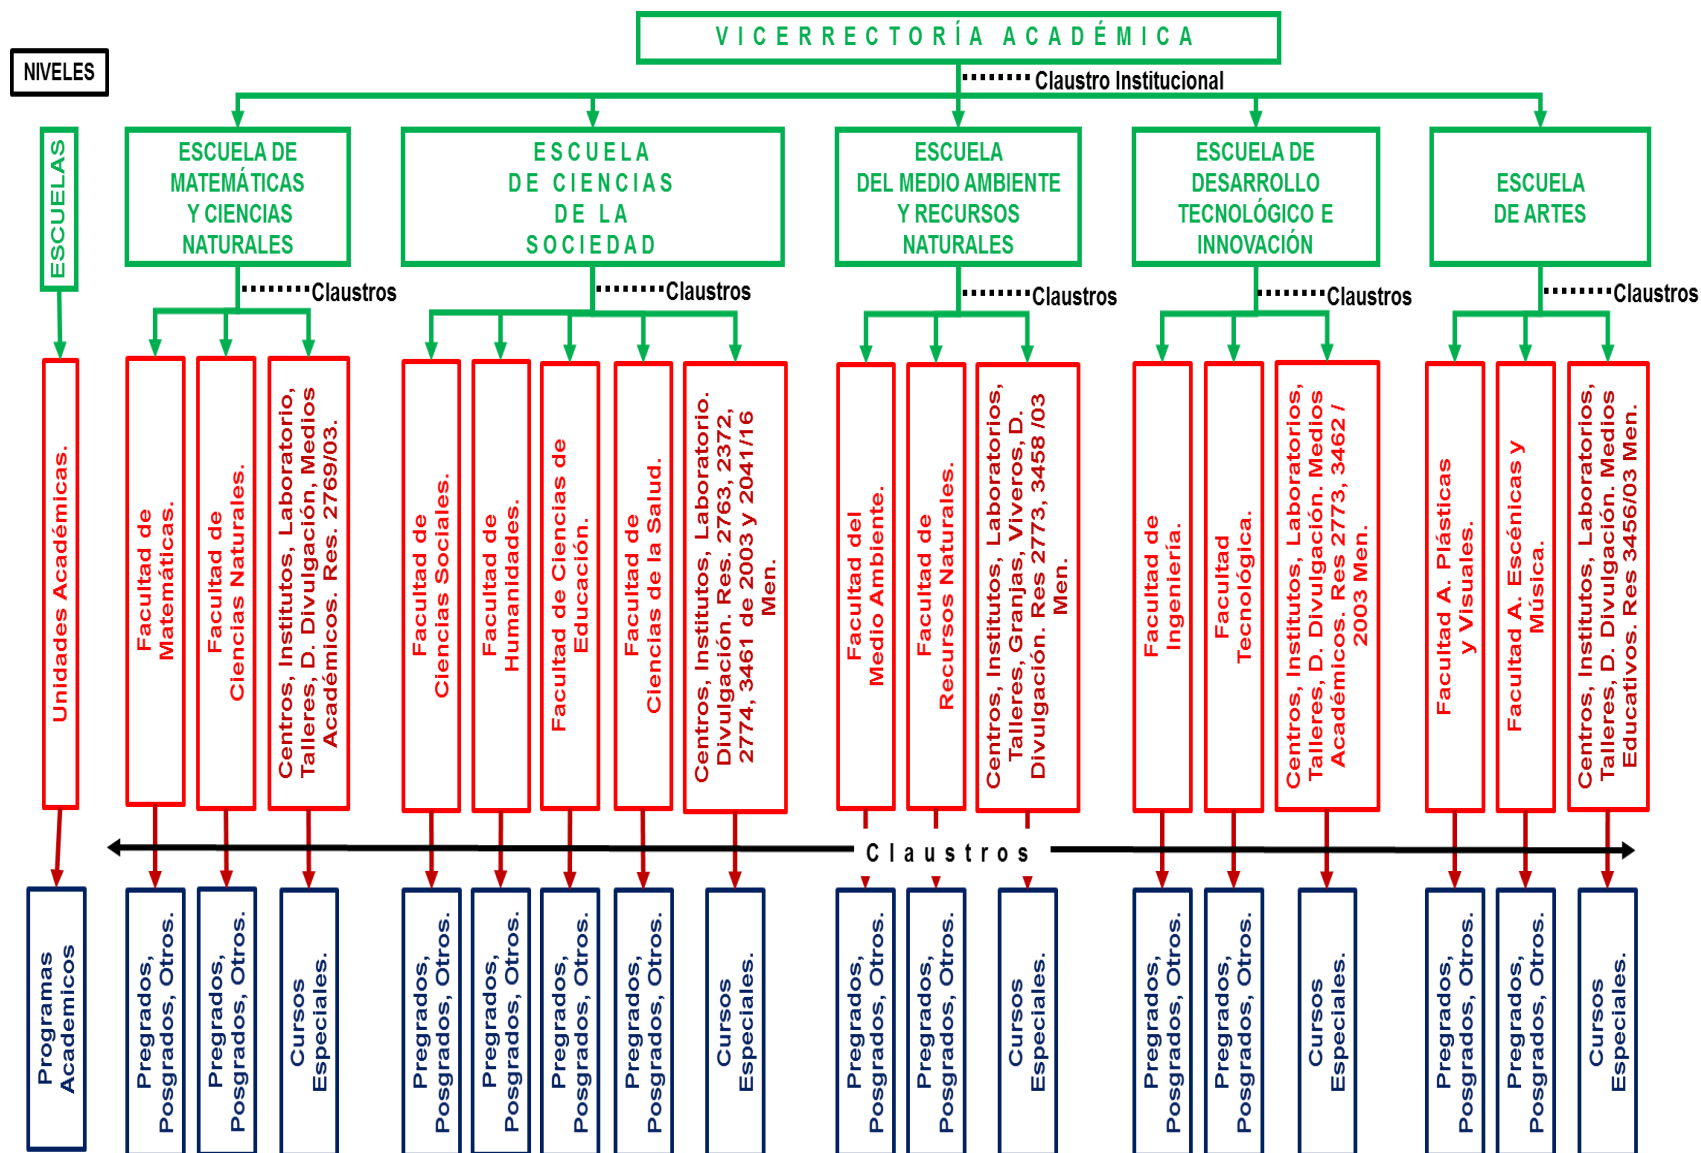 VICERRECTORÍA ACADÉMICA
NIVELES
Claustro Institucional
ESCUELAS
ESCUELA DE
MATEMÁTICAS
Y CIENCIAS
NATURALES
ESCUELA
DE CIENCIAS
DE LA
SOCIEDAD
ESCUELA
DEL MEDIO AMBIENTE
Y RECURSOS
NATURALES
ESCUELA DE
DESARROLLO
TECNOLÓGICO E
INNOVACIÓN
ESCUELA
DE ARTES
Claustros
Claustros
Claustros
Claustros
Claustros
Unidades Académicas.
Facultad de
Matemáticas.
Facultad de
Ciencias Naturales.
Centros, Institutos, Laboratorio,
Talleres, D. Divulgación, Medios
Académicos. Res. 2769/03.
Facultad de
Ciencias Sociales.
Facultad de
Humanidades.
Facultad de Ciencias de
Educación.
Facultad de
Ciencias de la Salud.
Centros, Institutos, Laboratorio.
Divulgación. Res. 2763, 2372,
2774, 3461 de 2003 y 2041/16
Men.
Facultad del
Medio Ambiente.
Facultad de
Recursos Naturales.
Centros, Institutos, Laboratorios,
Talleres, Granjas, Viveros, D.
Divulgación. Res 2773, 3458 /03
Men.
Facultad de
Ingeniería.
Facultad
Tecnológica.
Centros, Institutos, Laboratorios,
Talleres, D. Divulgación. Medios
Académicos. Res 2773, 3462 /
2003 Men.
Facultad A. Plásticas
y Visuales.
Facultad A. Escénicas y
Música.
Centros, Institutos, Laboratorios,
Talleres, D. Divulgación. Medios
Educativos. Res 3456/03 Men.
Claustros
Programas
Academicos
Pregrados,
Posgrados, Otros.
Pregrados,
Posgrados, Otros.
Cursos
Especiales.
Pregrados,
Posgrados, Otros.
Pregrados,
Posgrados, Otros.
Pregrados,
Posgrados, Otros.
Pregrados,
Posgrados, Otros.
Cursos
Especiales.
Pregrados,
Posgrados, Otros.
Pregrados,
Posgrados, Otros.
Cursos
Especiales.
Pregrados,
Posgrados, Otros.
Pregrados,
Posgrados, Otros.
Cursos
Especiales.
Pregrados,
Posgrados, Otros.
Pregrados,
Posgrados, Otros.
Cursos
Especiales.